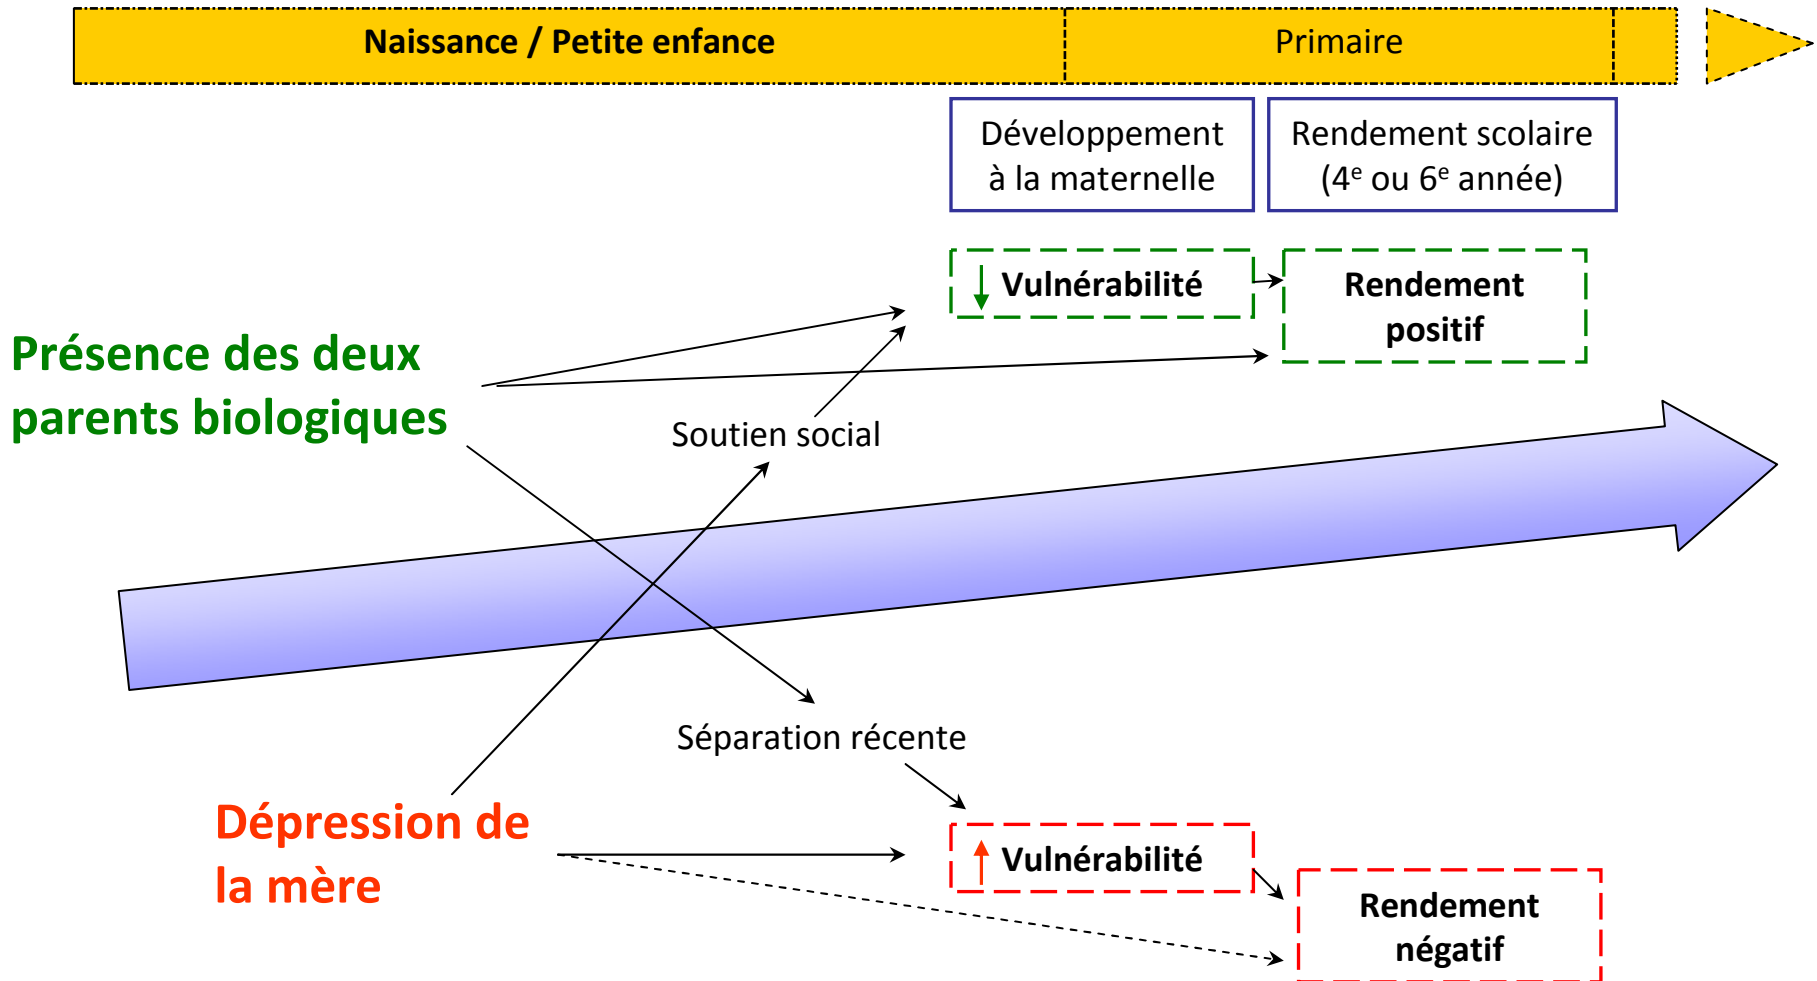 Naissance / Petite enfance
Primaire
Développement
à la maternelle
Rendement scolaire
(4e ou 6e année)
Vulnérabilité
Rendement
positif
Présence des deux
parents biologiques
Soutien social
Séparation récente
Dépression de
la mère
Vulnérabilité
Rendement
négatif